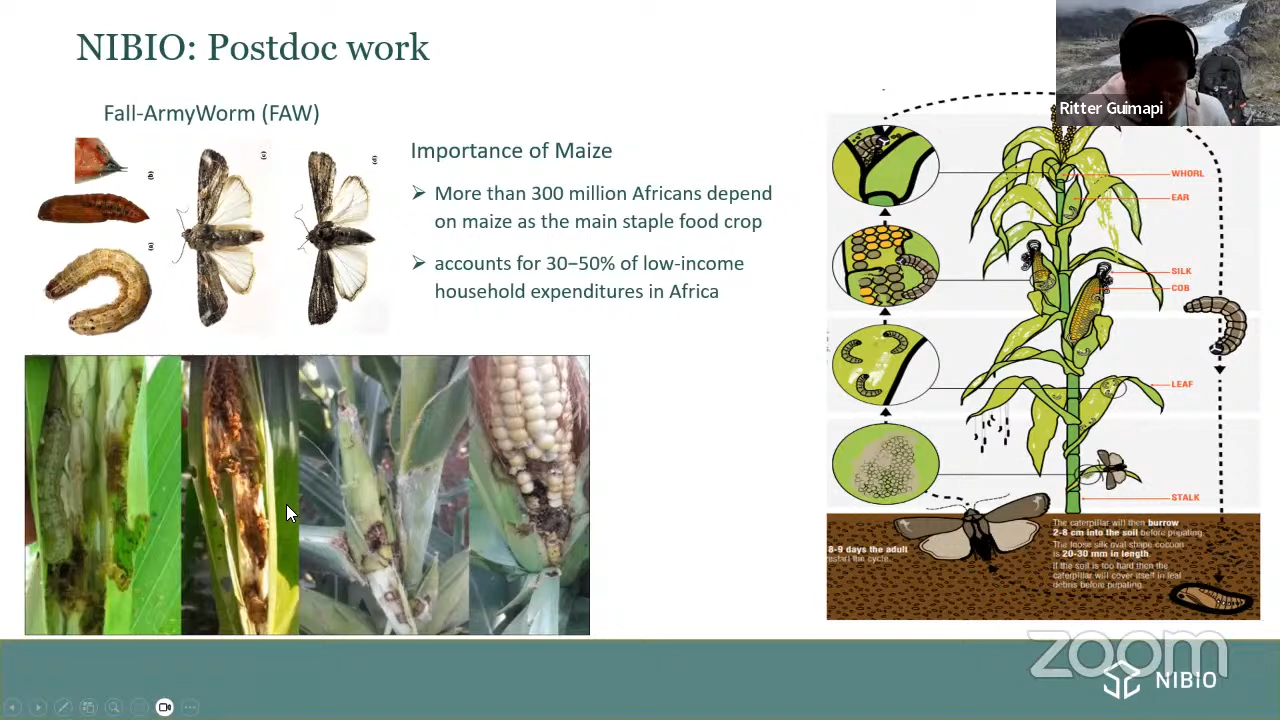 NIBIO: Postdoc work
Ritter Guimapi
Fall-ArmyWorm (FAW)
Importance of Maize
More than 300 million Africans depend
on maize as the main staple food crop
accounts for 30–50% of low-income
household expenditures in Africa
(b)
(a)
(c)
(d)
WHORL
EAR
SILK
COB
LEAF
STALK
8-9 days the adult
restart the cycle.
The caterpillar will then burrow
2-8 cm into the soil before pupating.
The loose silk oval shape cocoon
is 20-30 mm in length.
If the soil is too hard then the
caterpillar will cover itself in leaf
debris before pupating.
zoom
NIBIO